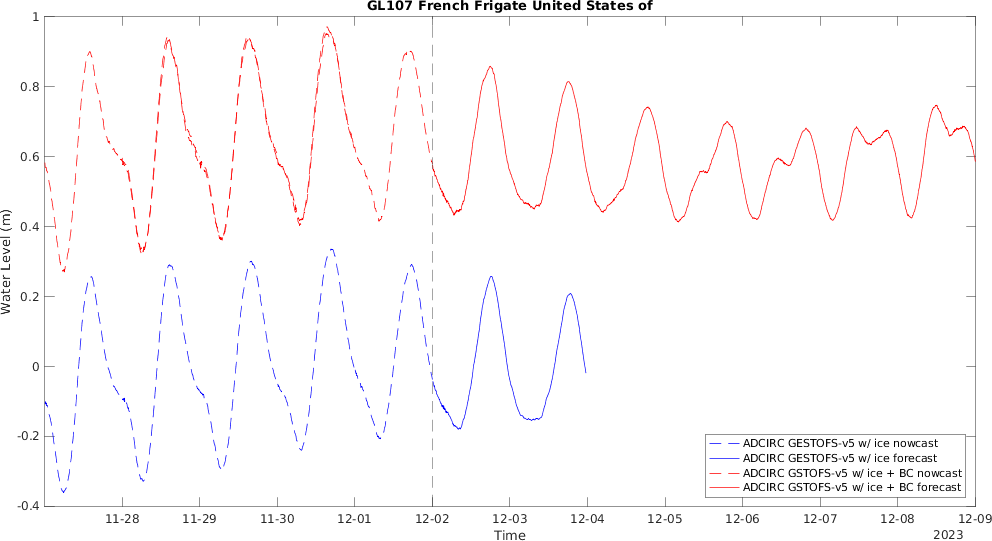 GL107 French Frigate United States of
Water Level (m)
1
0.8
0.6
0.4
0.2
0
-0.2
-0.4
ADCIRC GESTOFS-v5 w/ ice nowcast
ADCIRC GESTOFS-v5 w/ ice forecast
ADCIRC GSTOFS-v5 w/ ice + BC nowcast
ADCIRC GSTOFS-v5 w/ ice + BC forecast
11-28 11-29 11-30 12-01 12-02 12-03 12-04 12-05 12-06 12-07 12-08 12-09
Time
2023